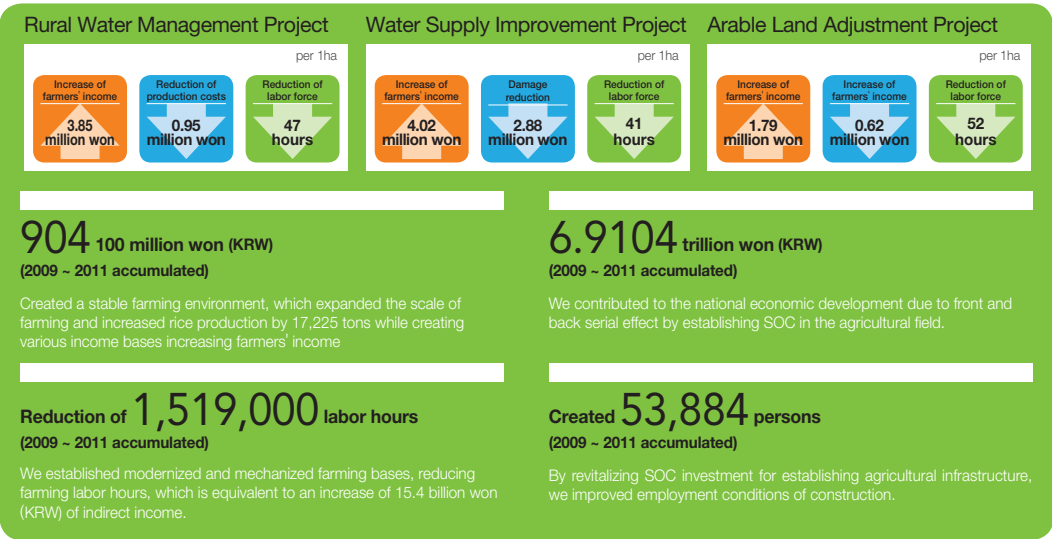 Rural Water Management Project
per 1ha
Increase of
farmers' income
3.85
million won
Reduction of
production costs
0.95
million won
Reduction of
labor force
47
hours
Water Supply Improvement Project
per 1ha
Increase of
farmers' income
4.02
million won
Damage
reduction
2.88
million won
Reduction of
labor force
41
hours
Arable Land Adjustment Project
per 1ha
Increase of
farmers' income
1.79
million won
Increase of
farmers' income
0.62
million won
Reduction of
labor force
52
hours
904 100 million won (KRW)
(2009 ~ 2011 accumulated)
Created a stable farming environment, which expanded the scale of
farming and increased rice production by 17,225 tons while creating
various income bases increasing farmers' income
6.9104 trillion won (KRW)
(2009 ~ 2011 accumulated)
We contributed to the national economic development due to front and
back serial effect by establishing SOC in the agricultural field.
Reduction of 1,519,000 labor hours
(2009 ~ 2011 accumulated)
We established modernized and mechanized farming bases, reducing
farming labor hours, which is equivalent to an increase of 15.4 billion won
(KRW) of indirect income.
Created 53,884 persons
(2009 ~ 2011 accumulated)
By revitalizing SOC investment for establishing agricultural infrastructure,
we improved employment conditions of construction.